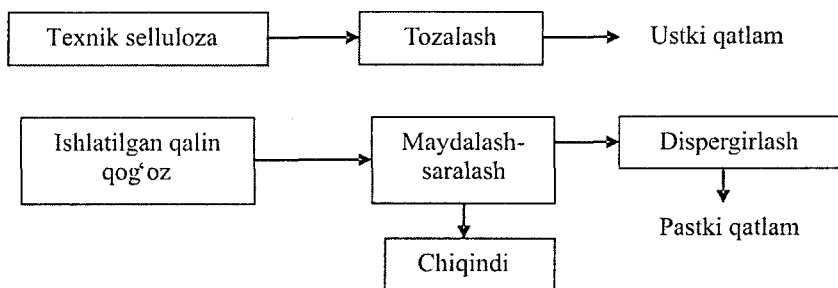 Texnik selluloza
Tozalash
Ustki qatlam
Ishlatilgan qalin
qog‘oz
Maydalash-
saralash
Dispergirlash
Pastki qatlam
Chiqindi